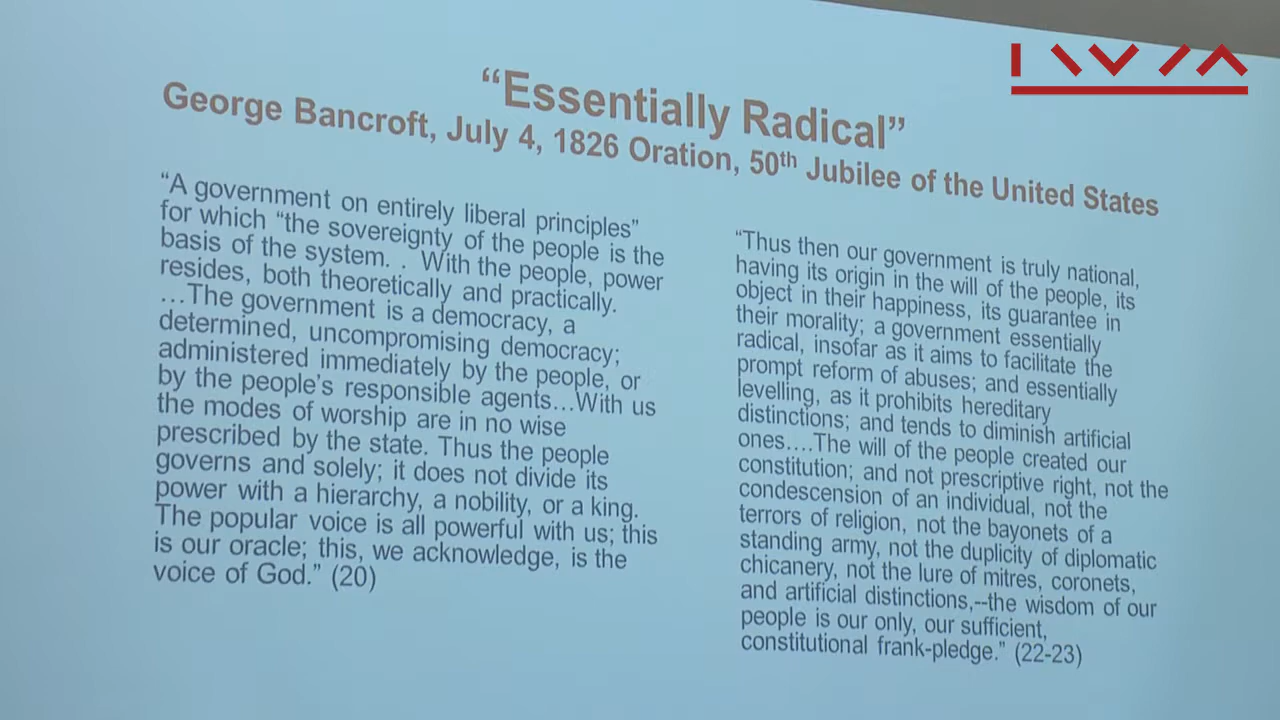 “Essentially Radical”
George Bancroft, July 4, 1826 Oration, 50th Jubilee of the United States
“A government on entirely liberal principles”
for which “the sovereignty of the people is the
basis of the system. . With the people, power
resides, both theoretically and practically.
…The government is a democracy, a
determined, uncompromising democracy;
administered immediately by the people, or
by the people’s responsible agents…With us
the modes of worship are in no wise
prescribed by the state. Thus the people
governs and solely; it does not divide its
power with a hierarchy, a nobility, or a king.
The popular voice is all powerful with us; this
is our oracle; this, we acknowledge, is the
voice of God.” (20)
“Thus then our government is truly national,
having its origin in the will of the people, its
object in their happiness, its guarantee in
their morality; a government essentially
radical, insofar as it aims to facilitate the
prompt reform of abuses; and essentially
levelling, as it prohibits hereditary
distinctions; and tends to diminish artificial
ones….The will of the people created our
constitution; and not prescriptive right, not the
condescension of an individual, not the
terrors of religion, not the bayonets of a
standing army, not the duplicity of diplomatic
chicanery, not the lure of mitres, coronets,
and artificial distinctions,--the wisdom of our
people is our only, our sufficient,
constitutional frank-pledge.” (22-23)